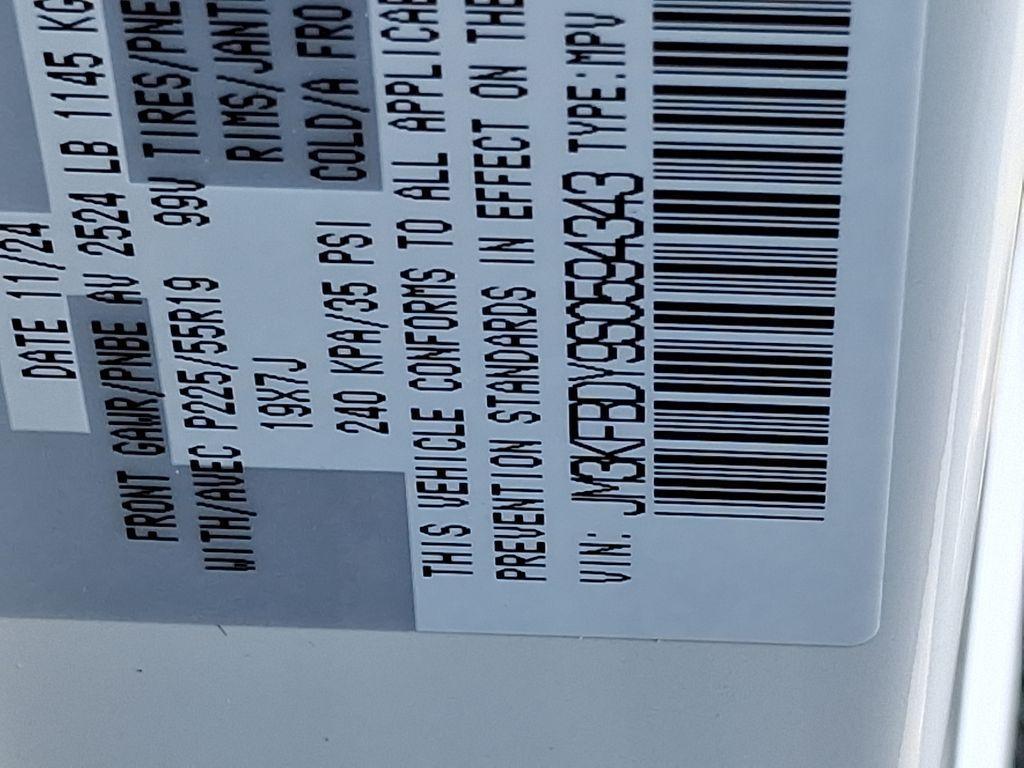 DATE 11/24
FRONT GAWR/PNBE AV 2524 LB 1145 KG
WITH/AVEC P225/55R19 99V TIRES/PNE
19X7J RIMS/JANT
240 KPA/35 PSI COLD/A FRO
THIS VEHICLE CONFORMS TO ALL APPLICAB
PREVENTION STANDARDS IN EFFECT ON THE
VIN: JM3KFBDY9S0594343 TYPE:MPV